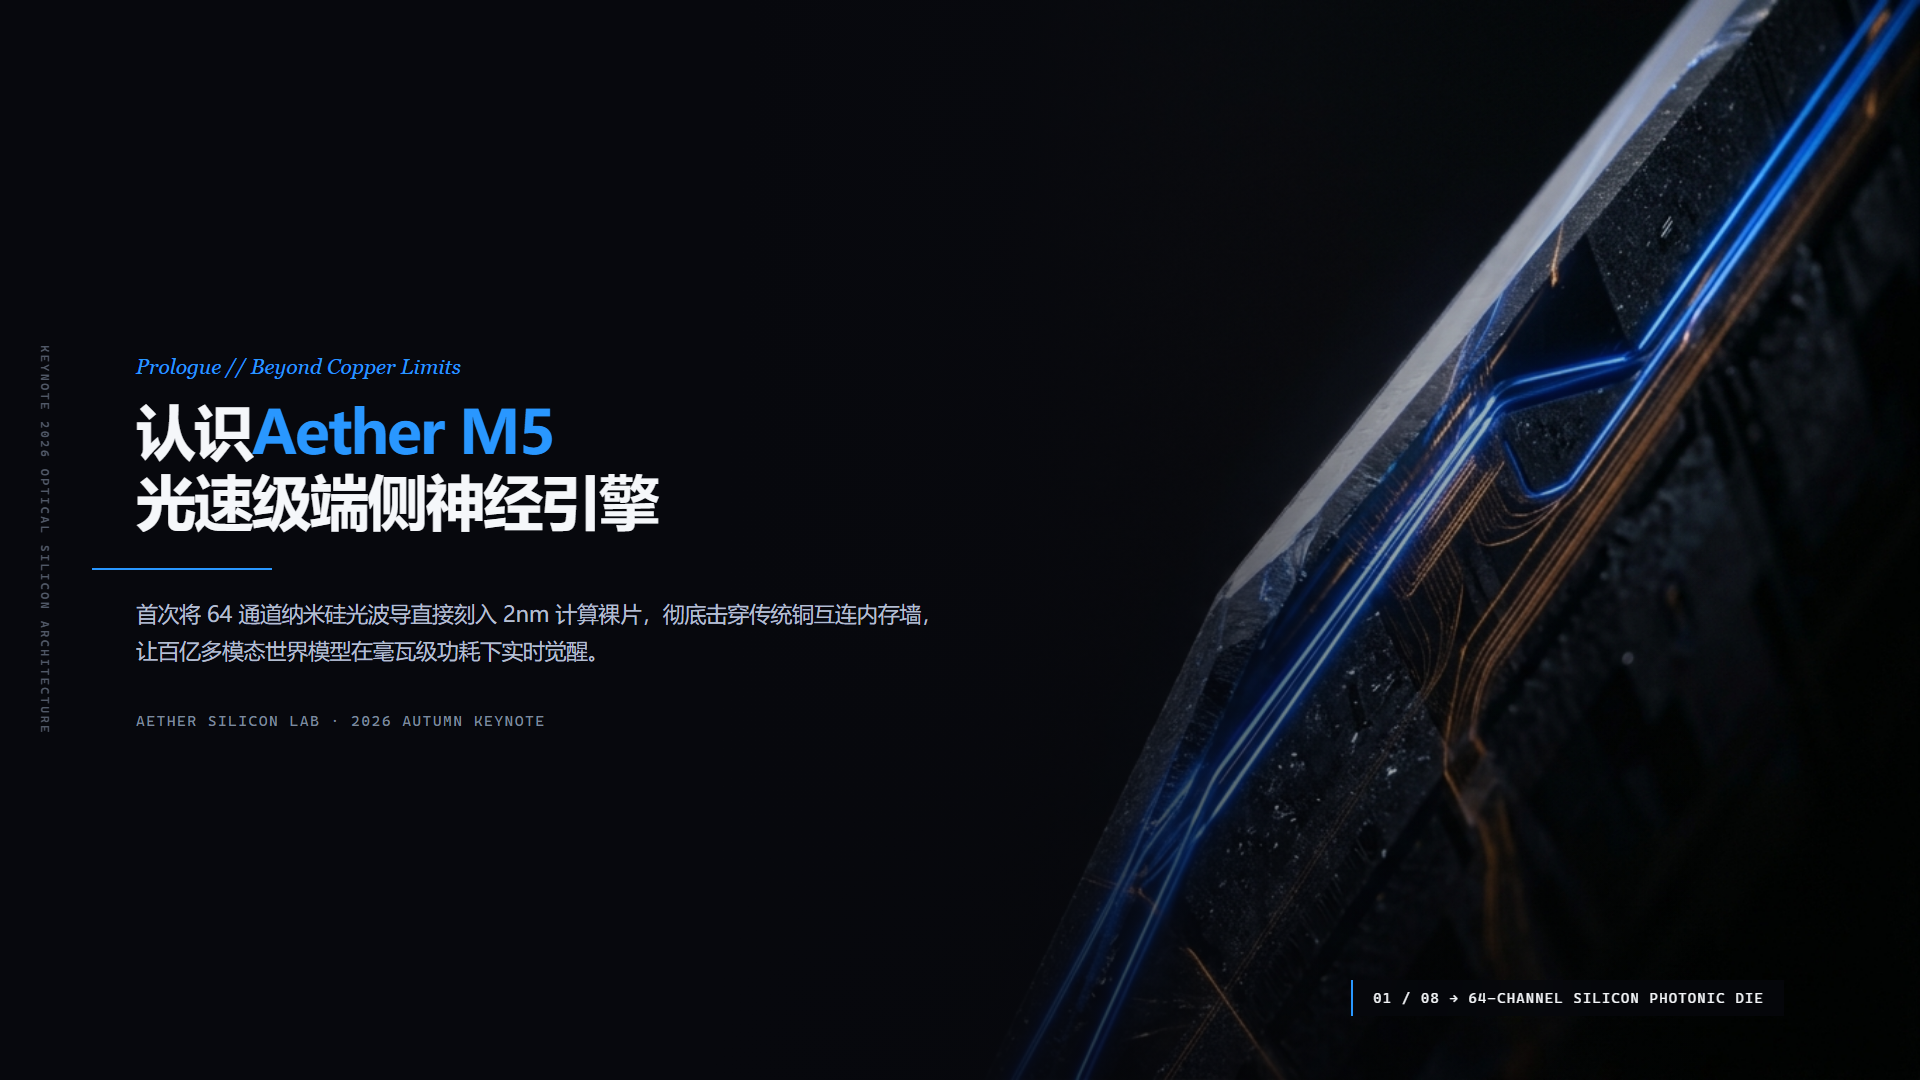 KEYNOTE 2026 OPTICAL SILICON ARCHITECTURE
Prologue // Beyond Copper Limits
认识Aether M5
光速级端侧神经引擎
首次将 64 通道纳米硅光波导直接刻入 2nm 计算裸片，彻底击穿传统铜互连内存墙，
让百亿多模态世界模型在毫瓦级功耗下实时觉醒。
AETHER SILICON LAB · 2026 AUTUMN KEYNOTE
01 / 08 → 64-CHANNEL SILICON PHOTONIC DIE